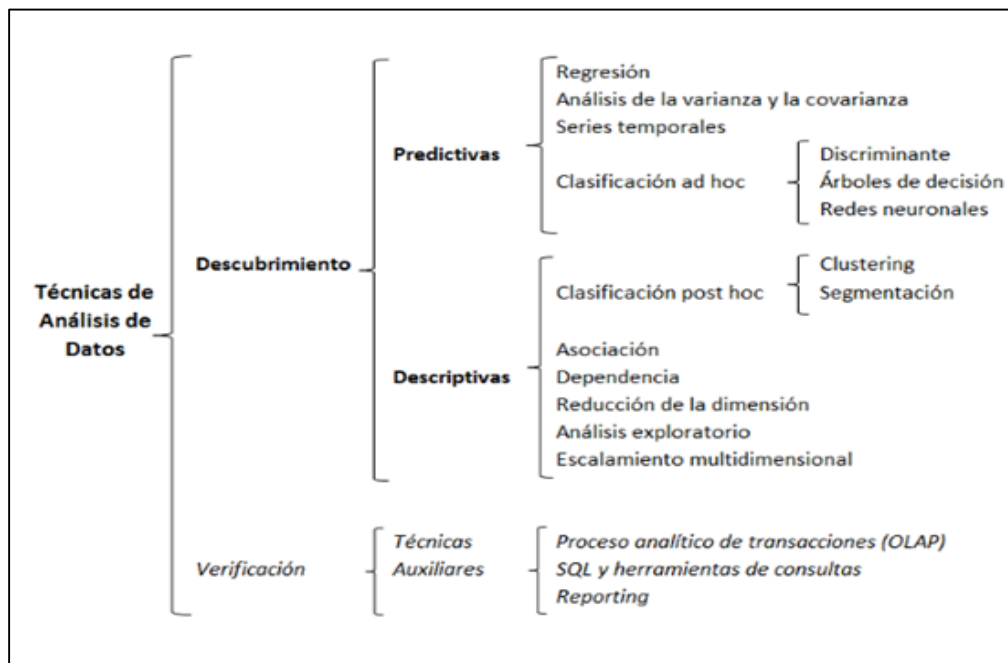 Técnicas de
Análisis de
Datos
Descubrimiento
Predictivas
Regresión
Análisis de la varianza y la covarianza
Series temporales
Clasificación ad hoc
Discriminante
Árboles de decisión
Redes neuronales
Descriptivas
Clasificación post hoc
Clustering
Segmentación
Asociación
Dependencia
Reducción de la dimensión
Análisis exploratorio
Escalamiento multidimensional
Verificación
Técnicas
Auxiliares
Proceso analítico de transacciones (OLAP)
SQL y herramientas de consultas
Reporting